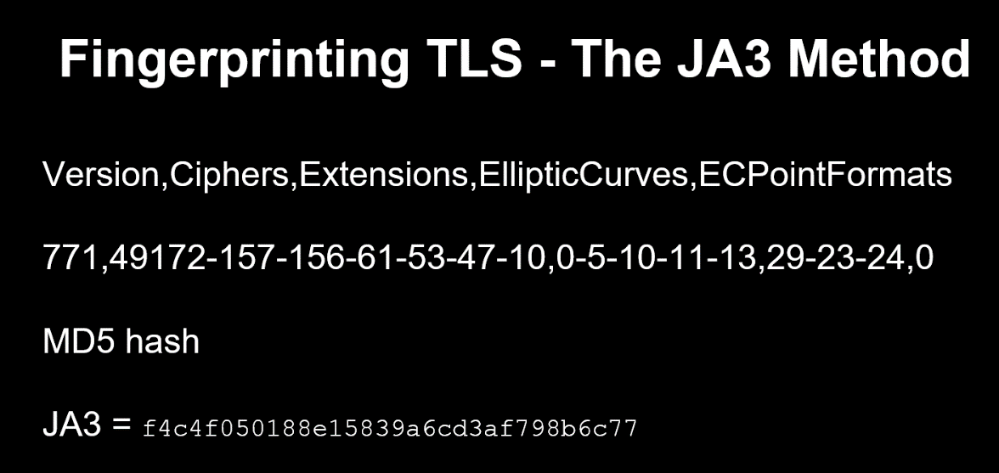 Fingerprinting TLS - The JA3 Method
Version,Ciphers,Extensions,EllipticCurves,ECPointFormats
771,49172-157-156-61-53-47-10,0-5-10-11-13,29-23-24,0
MD5 hash
JA3 = f4c4f050188e15839a6cd3af798b6c77